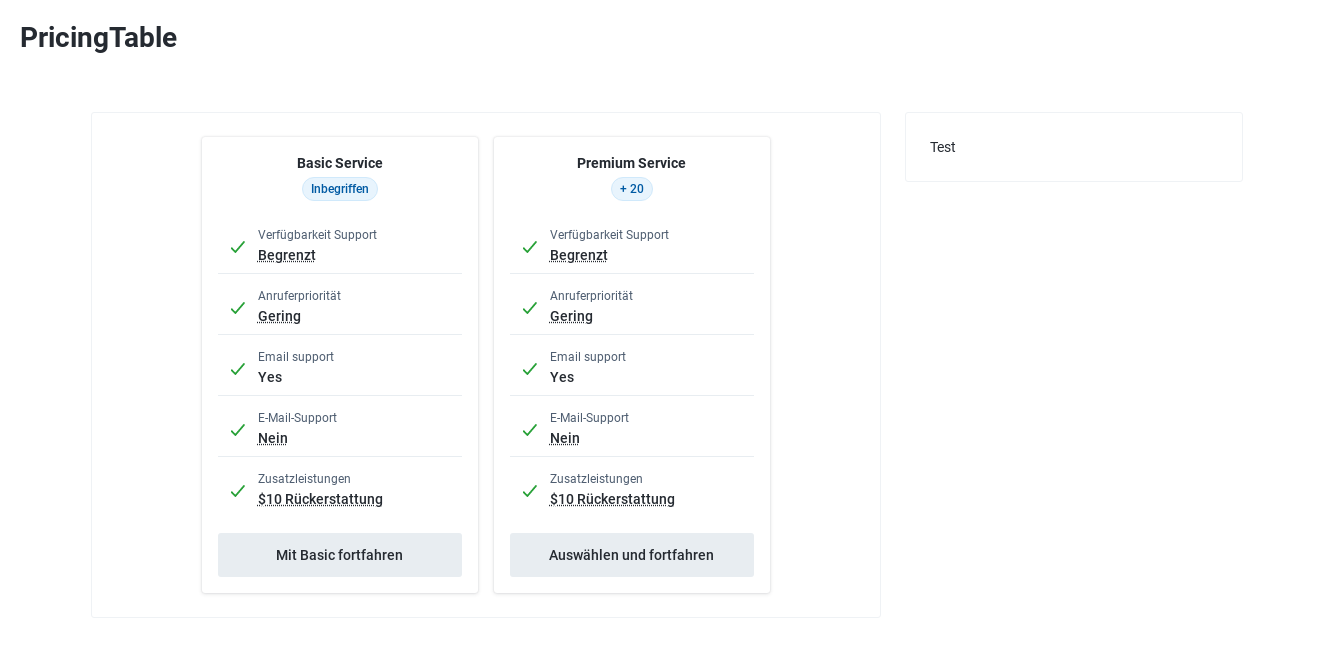 PricingTable
Basic Service
Inbegriffen
Verfügbarkeit Support
Begrenzt
Anruferpriorität
Gering
Email support
Yes
E-Mail-Support
Nein
Zusatzleistungen
$10 Rückerstattung
Mit Basic fortfahren
Premium Service
+ 20
Verfügbarkeit Support
Begrenzt
Anruferpriorität
Gering
Email support
Yes
E-Mail-Support
Nein
Zusatzleistungen
$10 Rückerstattung
Auswählen und fortfahren
Test